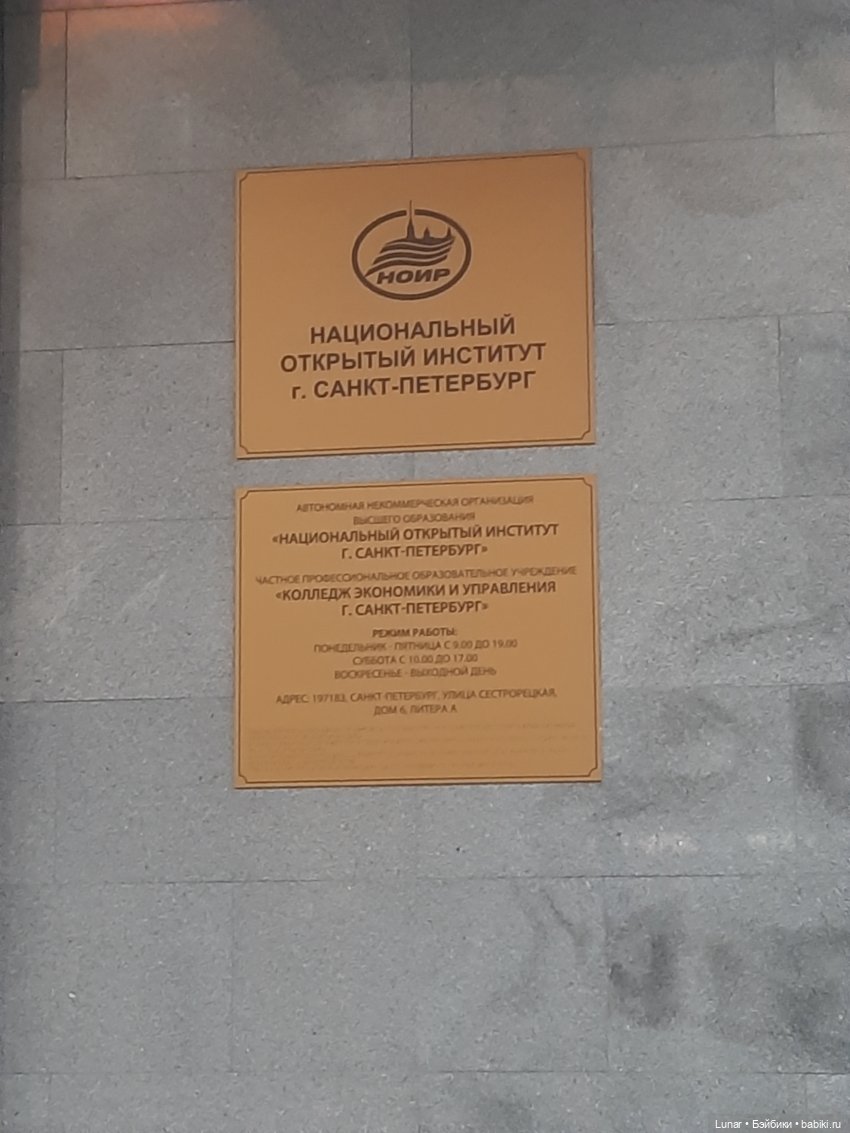 НОИР
НАЦИОНАЛЬНЫЙ
ОТКРЫТЫЙ ИНСТИТУТ
г. САНКТ-ПЕТЕРБУРГ
АВТОНОМНАЯ НЕКОММЕРЧЕСКАЯ ОРГАНИЗАЦИЯ
ВЫСШЕГО ОБРАЗОВАНИЯ
«НАЦИОНАЛЬНЫЙ ОТКРЫТЫЙ ИНСТИТУТ
Г. САНКТ-ПЕТЕРБУРГ»
ЧАСТНОЕ ПРОФЕССИОНАЛЬНОЕ ОБРАЗОВАТЕЛЬНОЕ УЧРЕЖДЕНИЕ
«КОЛЛЕДЖ ЭКОНОМИКИ И УПРАВЛЕНИЯ
Г. САНКТ-ПЕТЕРБУРГ»
РЕЖИМ РАБОТЫ:
ПОНЕДЕЛЬНИК - ПЯТНИЦА С 9.00 ДО 19.00
СУББОТА С 10.00 ДО 17.00
ВОСКРЕСЕНЬЕ - ВЫХОДНОЙ ДЕНЬ
АДРЕС: 197183, САНКТ-ПЕТЕРБУРГ, УЛИЦА СЕСТРОРЕЦКАЯ,
ДОМ 6, ЛИТЕРА А
Lunar • Бэйбики • babiki.ru